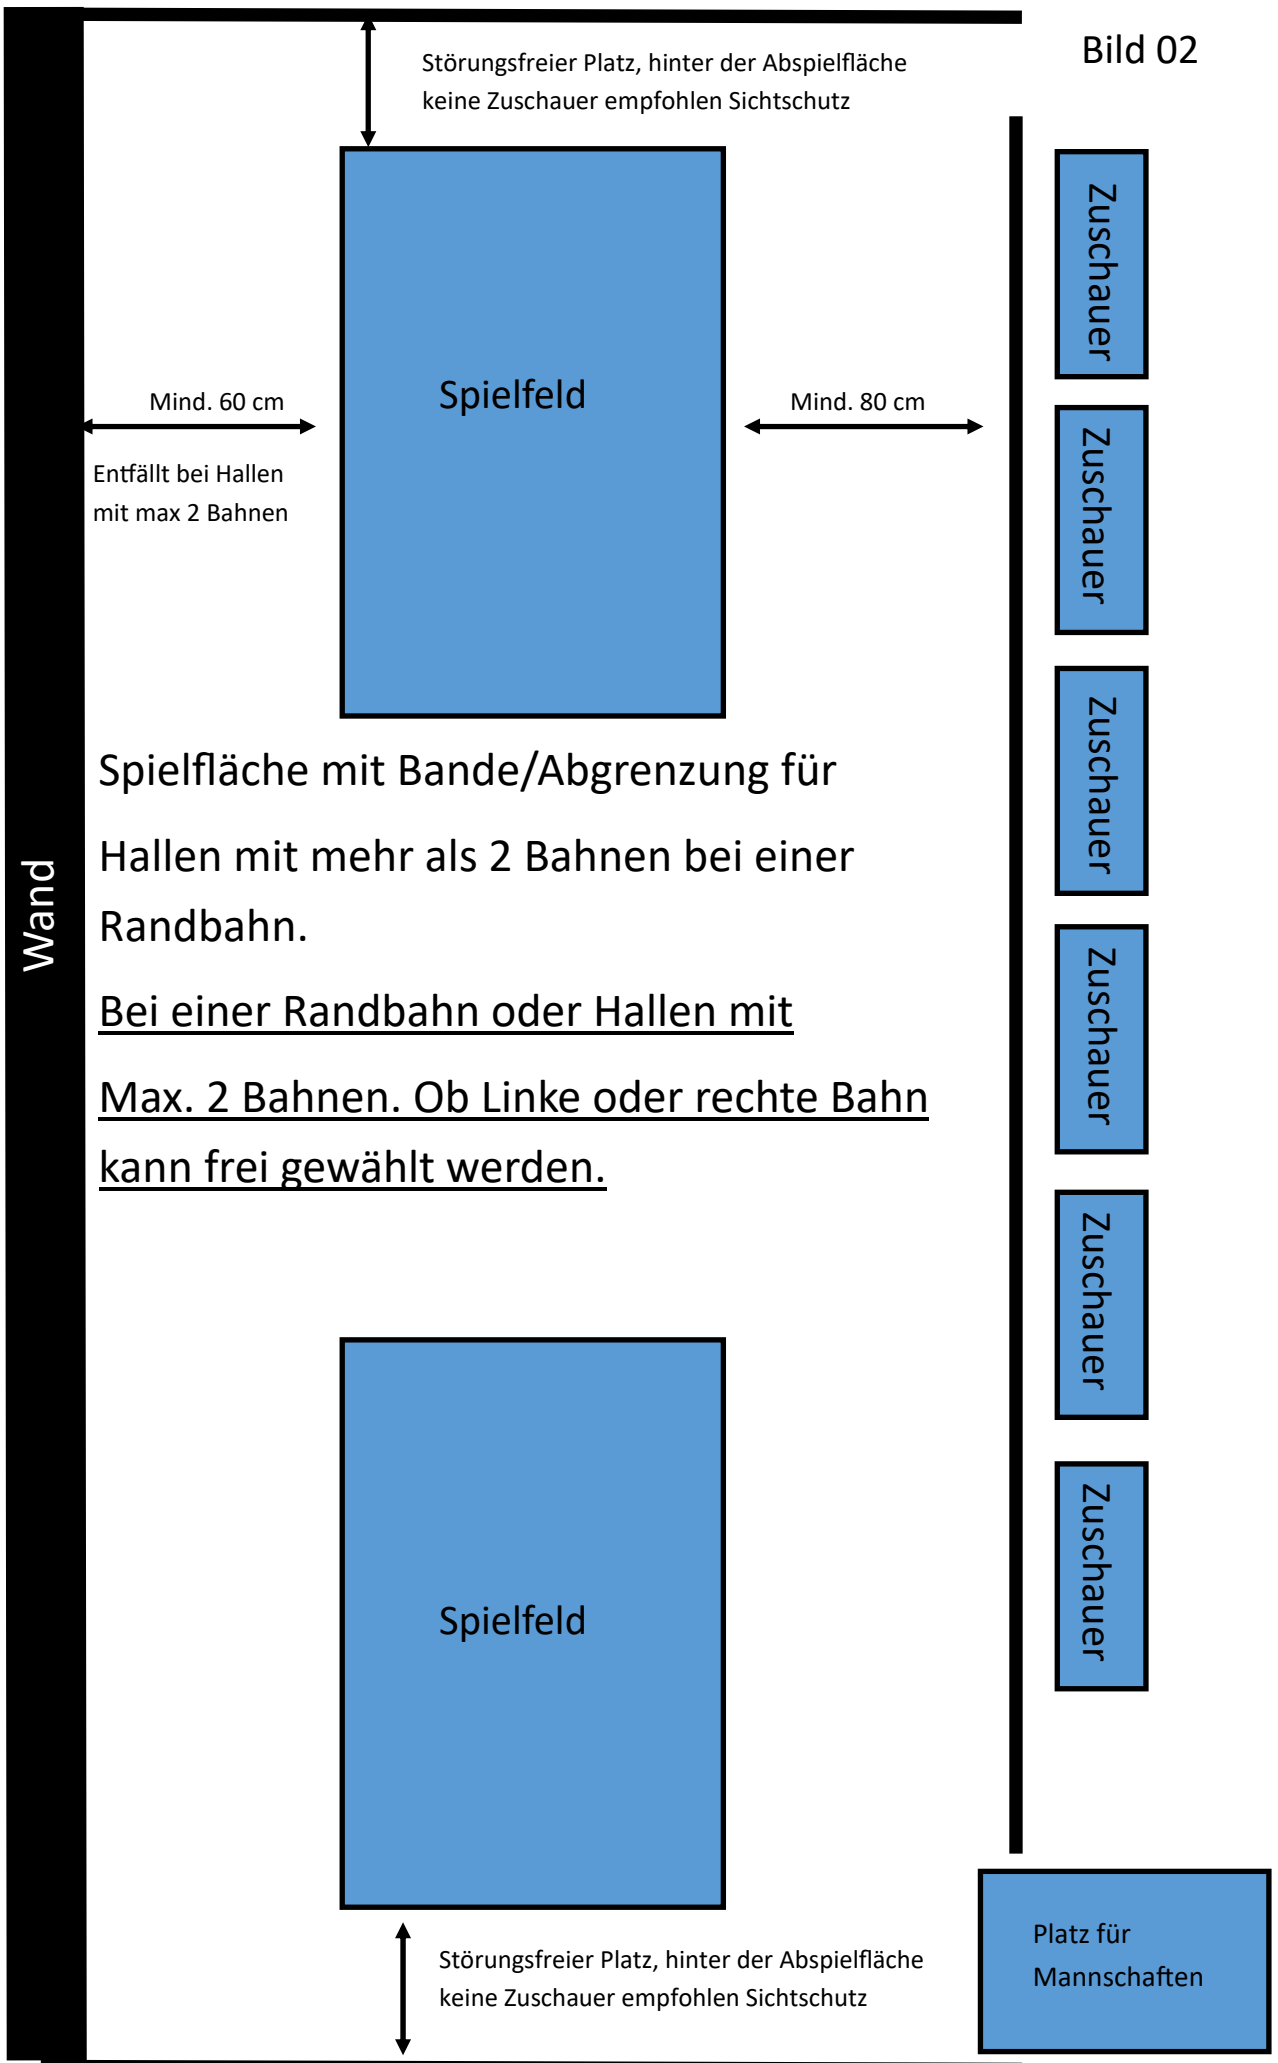 Bild 02
Störungsfreier Platz, hinter der Abspielfläche
keine Zuschauer empfohlen Sichtschutz
Zuschauer
Spielfeld
Mind. 60 cm
Mind. 80 cm
Entfällt bei Hallen
mit max 2 Bahnen
Zuschauer
Zuschauer
Spielfläche mit Bande/Abgrenzung für
Hallen mit mehr als 2 Bahnen bei einer
Randbahn.
Wand
Bei einer Randbahn oder Hallen mit
Max. 2 Bahnen. Ob Linke oder rechte Bahn
kann frei gewählt werden.
Zuschauer
Zuschauer
Zuschauer
Spielfeld
Störungsfreier Platz, hinter der Abspielfläche
keine Zuschauer empfohlen Sichtschutz
Platz für
Mannschaften